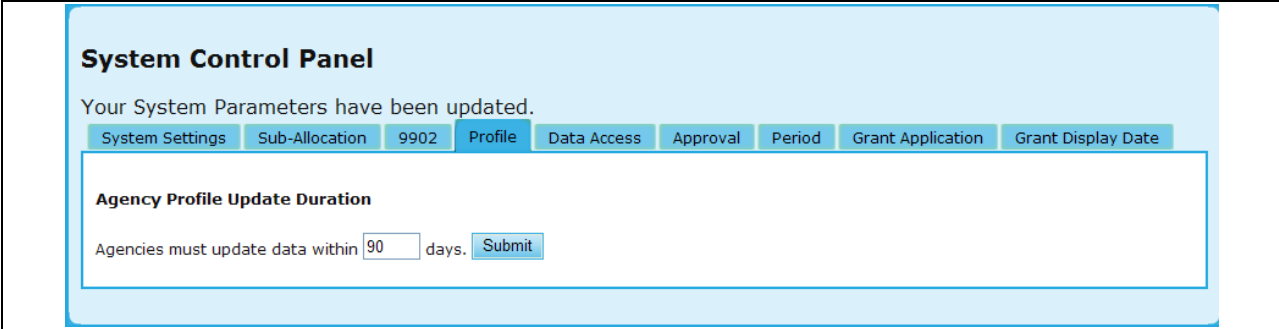 System Control Panel
Your System Parameters have been updated.
System Settings Sub-Allocation 9902 Profile Data Access Approval Period Grant Application Grant Display Date
Agency Profile Update Duration
Agencies must update data within 90 days. Submit